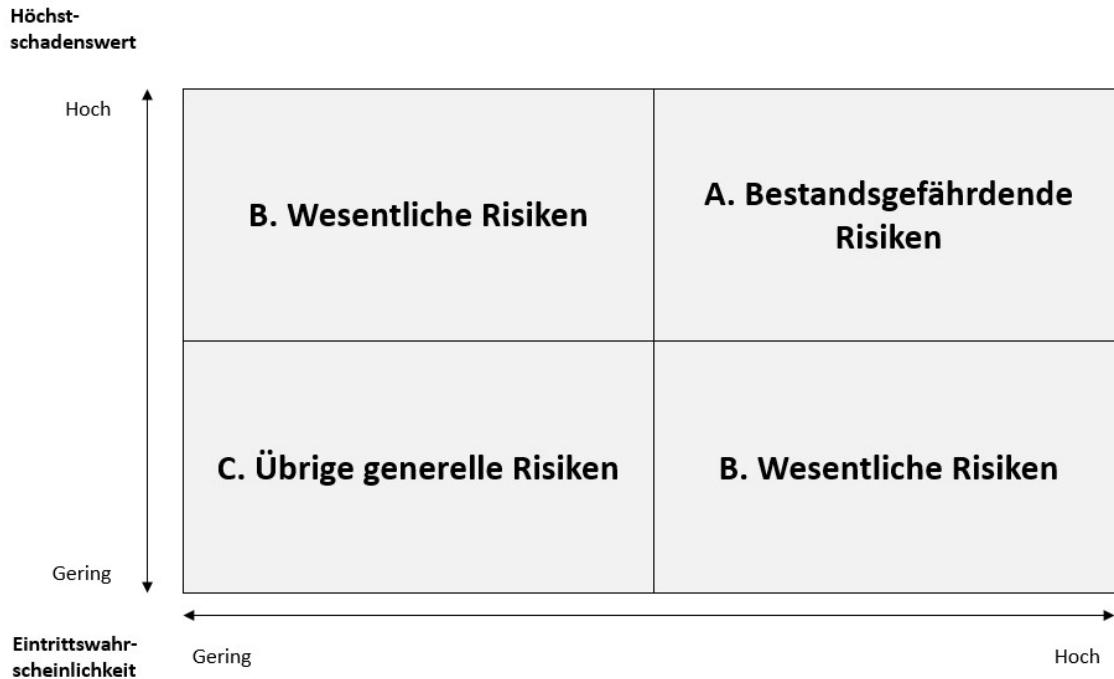 Höchst-
schadenswert
Hoch
B. Wesentliche Risiken
A. Bestandsgefährdende
Risiken
C. Übrige generelle Risiken
B. Wesentliche Risiken
Gering
Eintrittswahr-
scheinlichkeit
Gering
Hoch